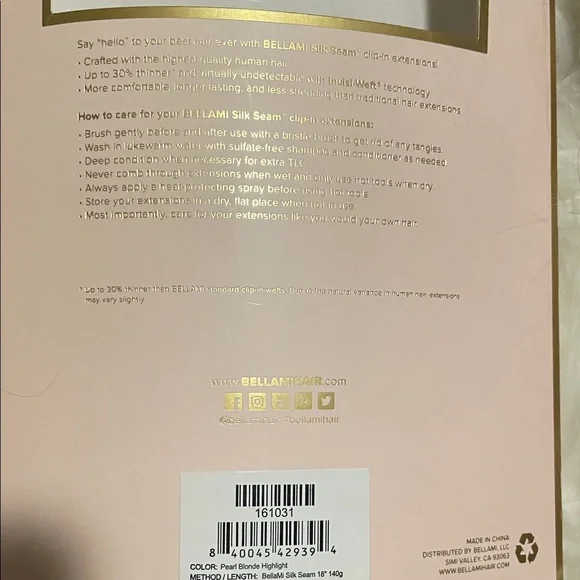 Say "hello" to your best hair ever with BELLAMI Silk Seam™ clip-in extensions!
• Crafted with the highest quality human hair
• Up to 30% thinner* and virtually undetectable with Invisi-Weft® technology
• More comfortable, longer lasting, and less shedding than traditional hair extensions
How to care for your BELLAMI Silk Seam™ clip-in extensions:
• Brush gently before and after use with a bristle brush to get rid of any tangles.
• Wash in lukewarm water with sulfate-free shampoo and conditioner as needed.
• Deep condition when necessary for extra TLC.
• Never comb through extensions when wet and only use hot tools when dry.
• Always apply a heat-protecting spray before using hot tools.
• Store your extensions in a dry, flat place when not in use.
• Most importantly, care for your extensions like you would your own hair.
* Up to 30% thinner than BELLAMI standard clip-in wefts. Due to the natural variance in human hair, extensions
may vary slightly.
www.BELLAMIHAIR.com
@bellamihair #bellamihair
161031
8 40045 42939 4
COLOR: Pearl Blonde Highlight
METHOD / LENGTH: BellaMi Silk Seam 18" 140g
MADE IN CHINA
DISTRIBUTED BY BELLAMI, LLC
SIMI VALLEY, CA 93063
WWW.BELLAMIHAIR.COM